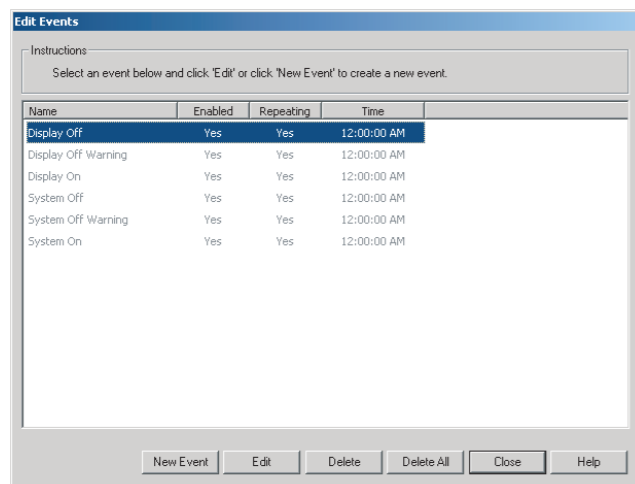 Edit Events
Instructions
Select an event below and click 'Edit' or click 'New Event' to create a new event.
Name Enabled Repeating Time
Display Off Yes Yes 12:00:00 AM
Display Off Warning Yes Yes 12:00:00 AM
Display On Yes Yes 12:00:00 AM
System Off Yes Yes 12:00:00 AM
System Off Warning Yes Yes 12:00:00 AM
System On Yes Yes 12:00:00 AM
New Event Edit Delete Delete All Close Help